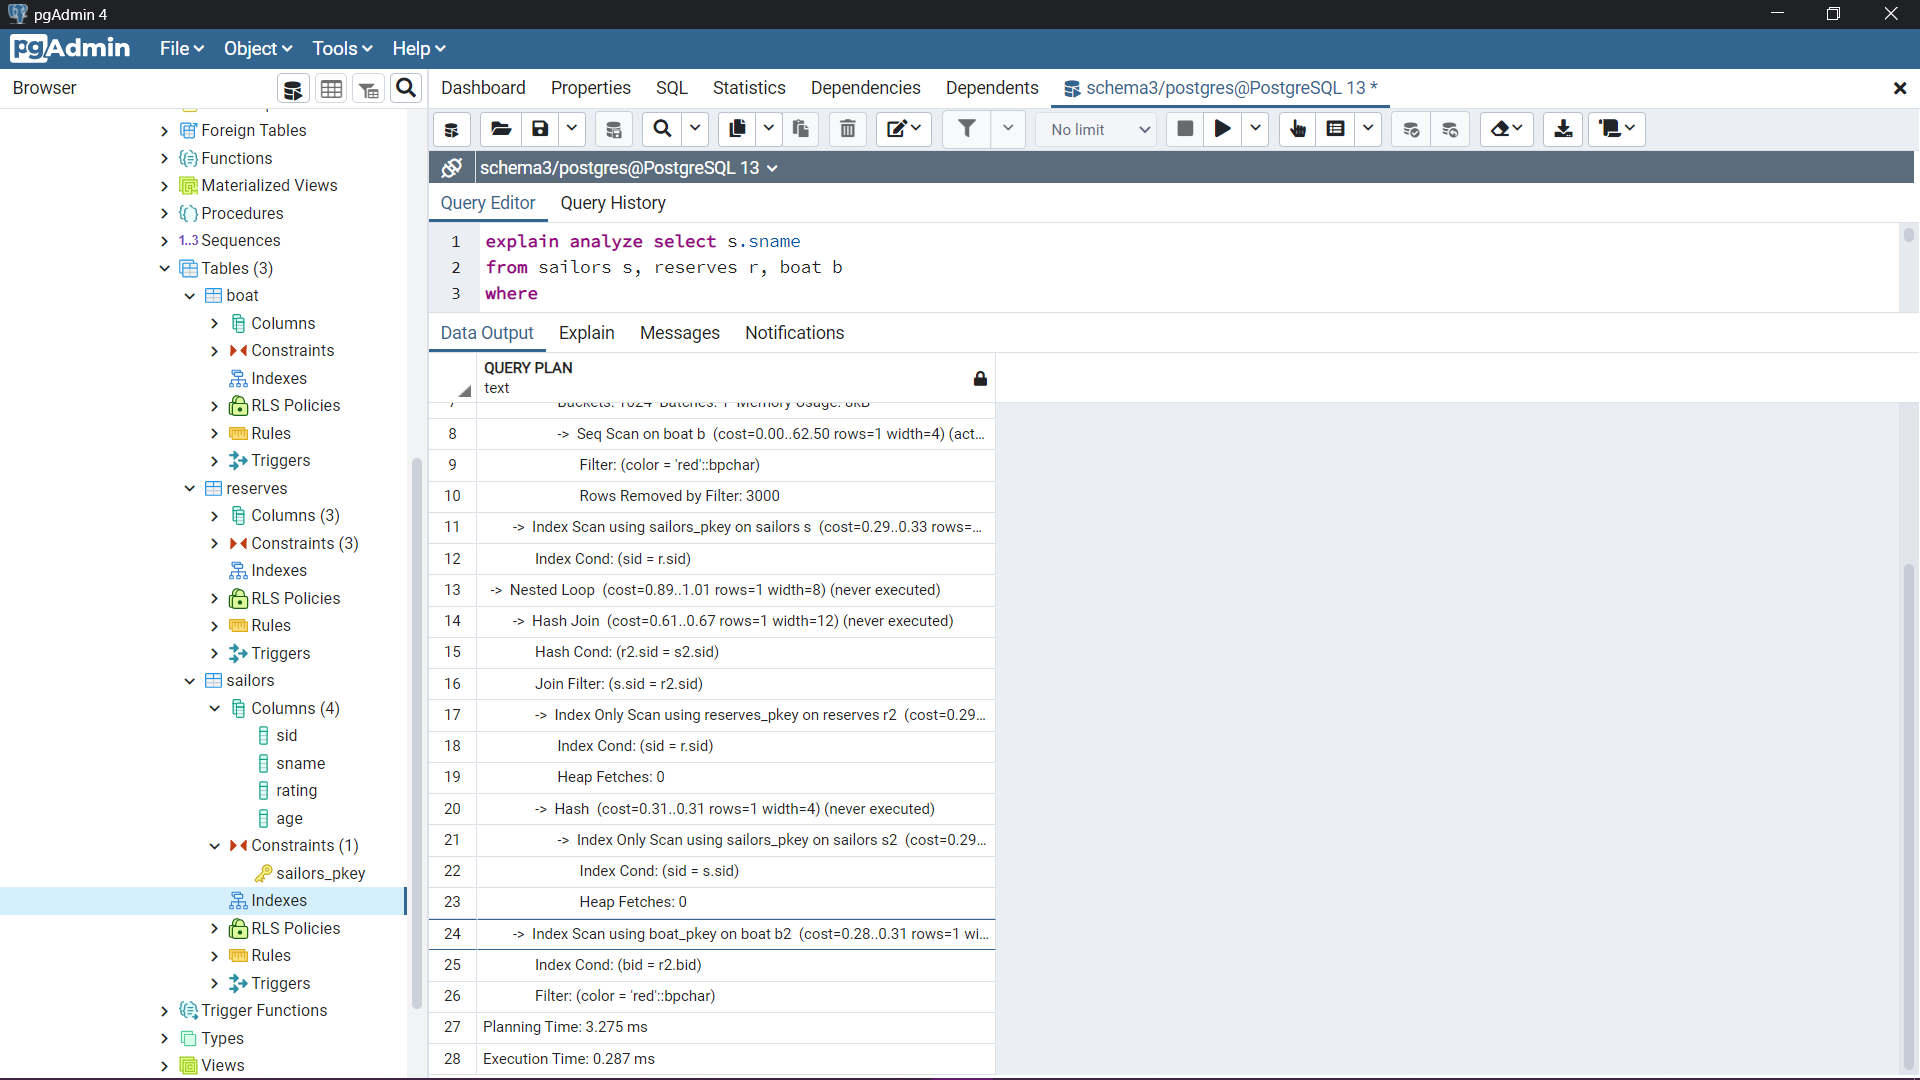 pgAdmin 4
pgAdmin File Object Tools Help
Browser
Dashboard Properties SQL Statistics Dependencies Dependents schema3/postgres@PostgreSQL 13 *
No limit
schema3/postgres@PostgreSQL 13
Query Editor Query History
1 explain analyze select s.sname
2 from sailors s, reserves r, boat b
3 where
Data Output Explain Messages Notifications
QUERY PLAN
text
7 Buckets: 1024 Batches: 1 Memory Usage: 8kB
8 -> Seq Scan on boat b (cost=0.00..62.50 rows=1 width=4) (act...
9 Filter: (color = 'red'::bpchar)
10 Rows Removed by Filter: 3000
11 -> Index Scan using sailors_pkey on sailors s (cost=0.29..0.33 rows=...
12 Index Cond: (sid = r.sid)
13 -> Nested Loop (cost=0.89..1.01 rows=1 width=8) (never executed)
14 -> Hash Join (cost=0.61..0.67 rows=1 width=12) (never executed)
15 Hash Cond: (r2.sid = s2.sid)
16 Join Filter: (s.sid = r2.sid)
17 -> Index Only Scan using reserves_pkey on reserves r2 (cost=0.29...
18 Index Cond: (sid = r.sid)
19 Heap Fetches: 0
20 -> Hash (cost=0.31..0.31 rows=1 width=4) (never executed)
21 -> Index Only Scan using sailors_pkey on sailors s2 (cost=0.29...
22 Index Cond: (sid = s.sid)
23 Heap Fetches: 0
24 -> Index Scan using boat_pkey on boat b2 (cost=0.28..0.31 rows=1 wi...
25 Index Cond: (bid = r2.bid)
26 Filter: (color = 'red'::bpchar)
27 Planning Time: 3.275 ms
28 Execution Time: 0.287 ms
Foreign Tables
Functions
Materialized Views
Procedures
1..3 Sequences
Tables (3)
boat
Columns
Constraints
Indexes
RLS Policies
Rules
Triggers
reserves
Columns (3)
Constraints (3)
Indexes
RLS Policies
Rules
Triggers
sailors
Columns (4)
sid
sname
rating
age
Constraints (1)
sailors_pkey
Indexes
RLS Policies
Rules
Triggers
Trigger Functions
Types
Views